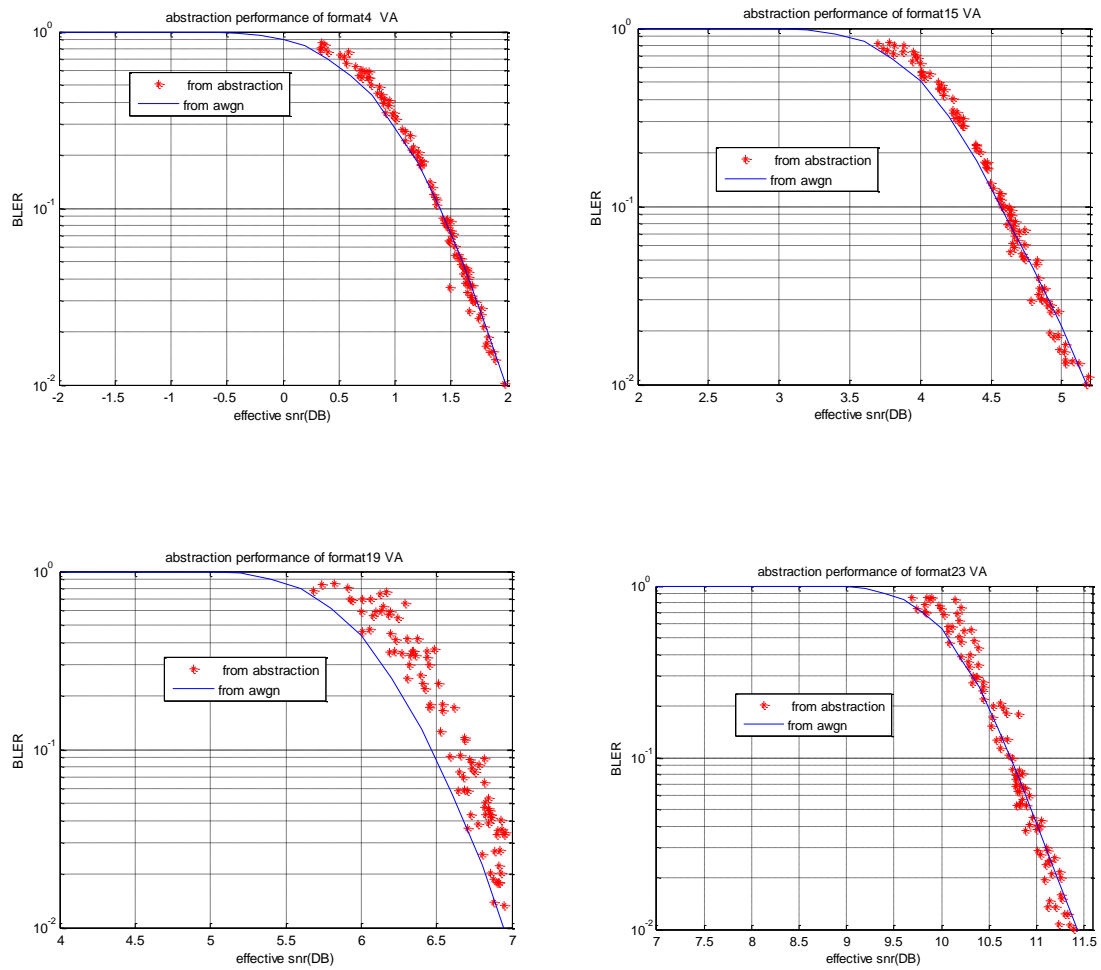 abstraction performance of format4 VA
10^0
10^-1
10^-2
BLER
from abstraction
from awgn
-2 -1.5 -1 -0.5 0 0.5 1 1.5 2
effective snr(DB)
abstraction performance of format15 VA
10^0
10^-1
10^-2
BLER
from abstraction
from awgn
2 2.5 3 3.5 4 4.5 5
effective snr(DB)
abstraction performance of format19 VA
10^0
10^-1
10^-2
BLER
from abstraction
from awgn
4 4.5 5 5.5 6 6.5 7
effective snr(DB)
abstraction performance of format23 VA
10^0
10^-1
10^-2
BLER
from abstraction
from awgn
7 7.5 8 8.5 9 9.5 10 10.5 11 11.5
effective snr(DB)